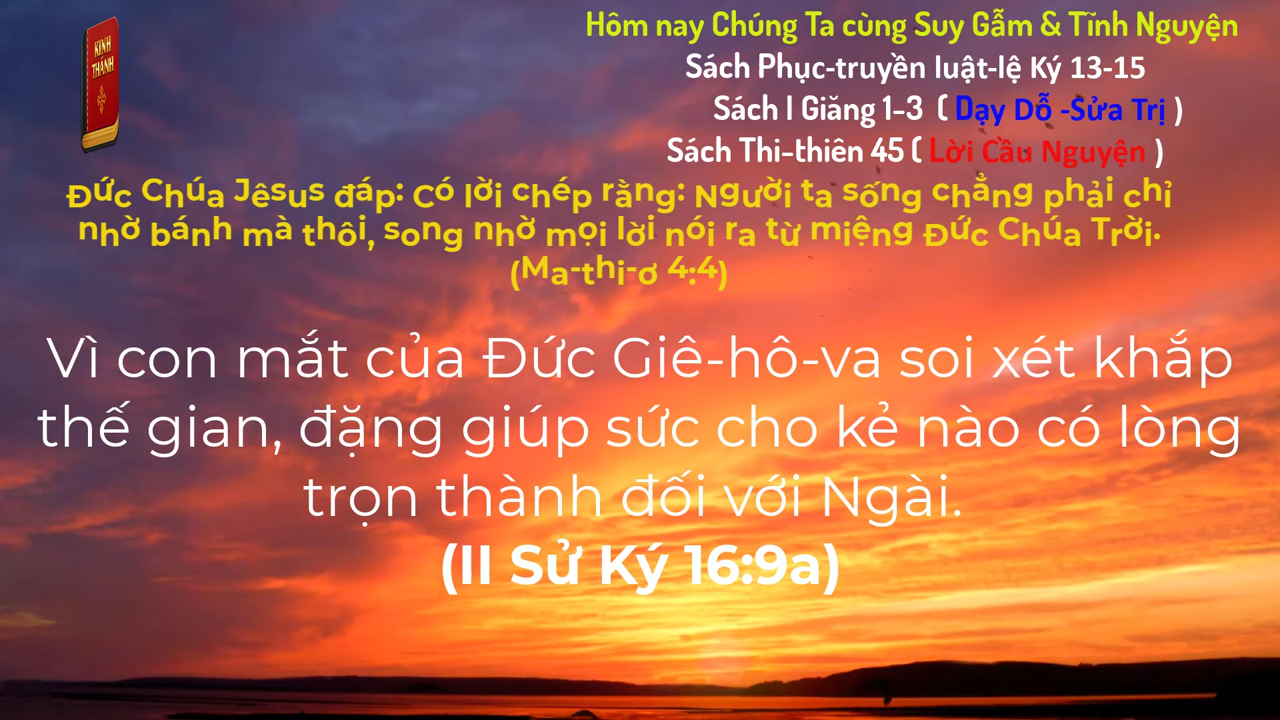 KINH
THÁNH
Hôm nay Chúng Ta cùng Suy Gẫm & Tĩnh Nguyện
Sách Phục-truyền luật-lệ Ký 13-15
Sách I Giăng 1-3 ( Dạy Dỗ -Sửa Trị )
Sách Thi-thiên 45 ( Lời Cầu Nguyện )
Đức Chúa Jêsus đáp: Có lời chép rằng: Người ta sống chẳng phải chỉ
nhờ bánh mà thôi, song nhờ mọi lời nói ra từ miệng Đức Chúa Trời.
(Ma-thi-ơ 4:4)
Vì con mắt của Đức Giê-hô-va soi xét khắp
thế gian, đặng giúp sức cho kẻ nào có lòng
trọn thành đối với Ngài.
(II Sử Ký 16:9a)